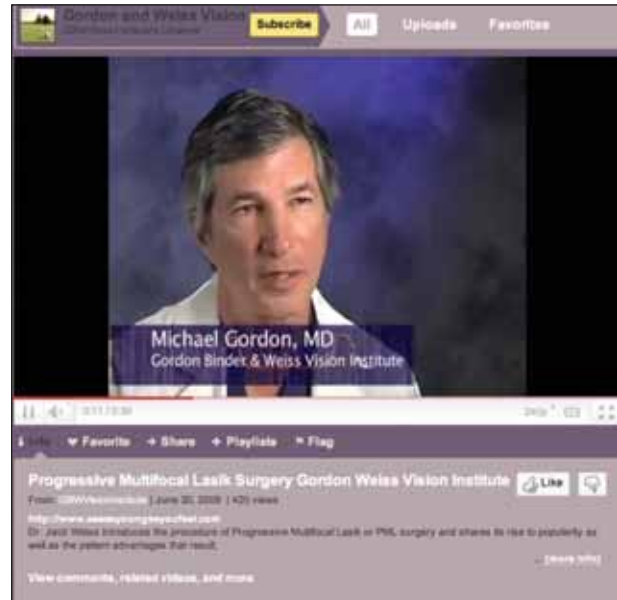 Gordon and Weiss Vision
Subscribe
All Uploads Favorites
Michael Gordon, MD
Gordon Binder & Weiss Vision Institute
Info Favorite + Share + Playlists Flag
Progressive Multifocal Lasik Surgery Gordon Weiss Vision Institute
Like
From: | June 30, 2009 | 420 views
Dr. Jack Weiss introduces the procedure of Progressive Multifocal Lasik or PML surgery and shares its rise to popularity as
well as the patient advantages that result.
... (more info)
View comments, related videos, and more